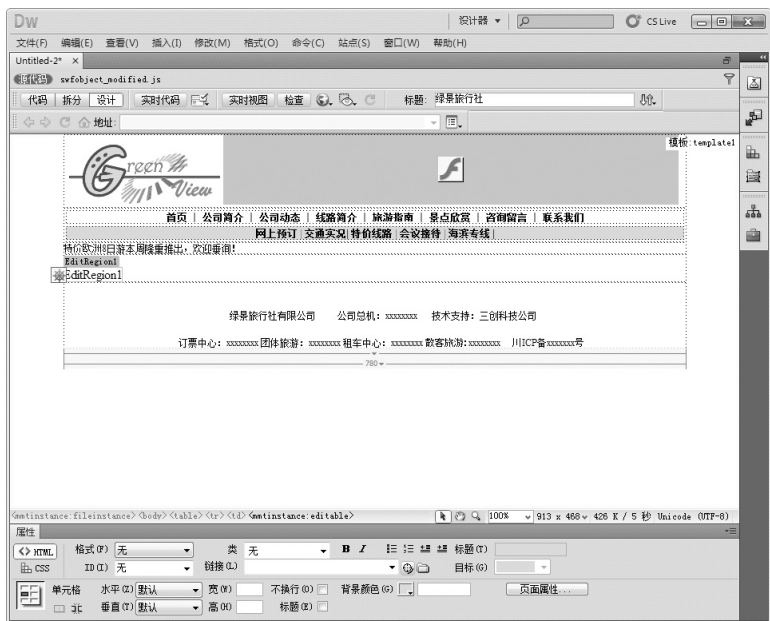 Dw 设计器 CS Live
文件(F) 编辑(E) 查看(V) 插入(I) 修改(M) 格式(O) 命令(C) 站点(S) 窗口(W) 帮助(H)
Untitled-2*
源代码 swfobject_modified.js
代码 拆分 设计 实时代码 实时视图 检查 标题: 绿景旅行社
地址:
模板:template1
Green View
首页 | 公司简介 | 公司动态 | 线路简介 | 旅游指南 | 景点欣赏 | 咨询留言 | 联系我们
网上预订 | 交通实况 | 特价线路 | 会议接待 | 海滨专线 |
特价欧洲8日游本周隆重推出，欢迎垂询!
EditRegion1
EditRegion1
绿景旅行社有限公司 公司总机: xxxxxxxx 技术支持: 三创科技公司
订票中心: xxxxxxxx 团体旅游: xxxxxxxx 租车中心: xxxxxxxx 散客旅游:xxxxxxxx 川ICP备xxxxxxx号
780
<mmtinstance:fileinstance> <body> <table> <tr> <td> <mmtinstance:editable> 100% 913 x 468 426 K / 5 秒 Unicode (UTF-8)
属性
<> HTML 格式(F) 无 类 无 B I 标题(T)
CSS ID(I) 无 链接(L) 目标(G)
单元格 水平(Z) 默认 宽(W) 不换行(O) 背景颜色(G) 页面属性...
垂直(T) 默认 高(H) 标题(E)